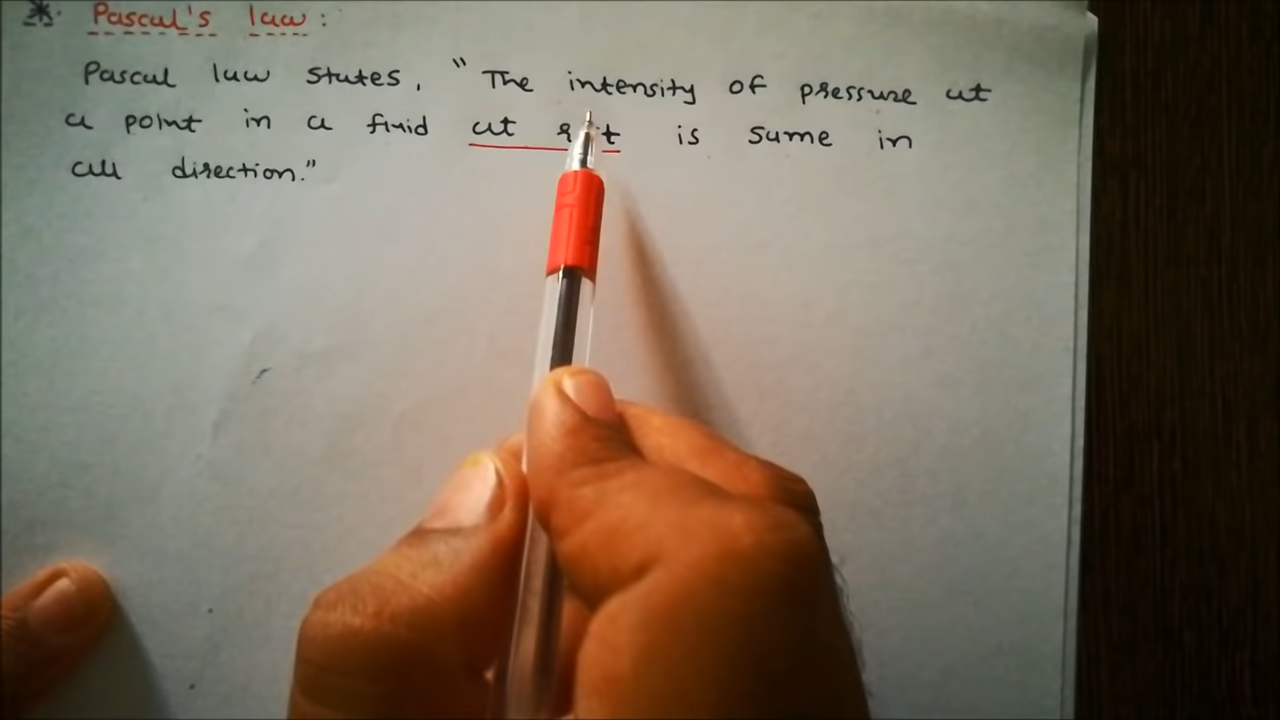 * Pascal's law :
Pascal law states, "The intensity of pressure at
a point in a fluid at rest is same in
all direction."